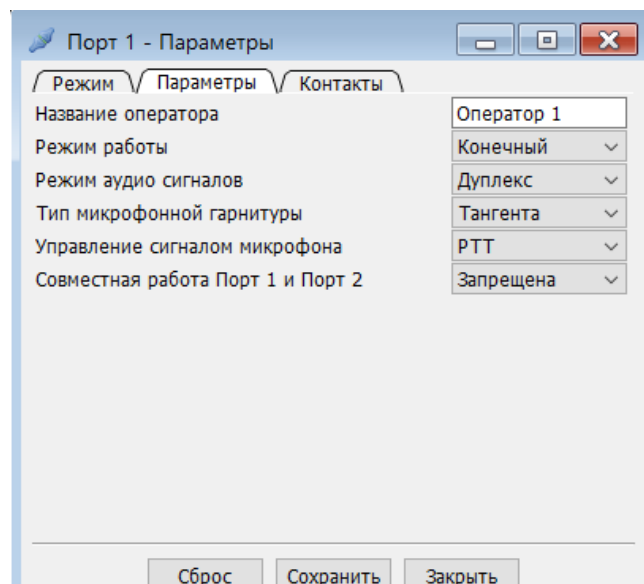 Порт 1 - Параметры
Режим Параметры Контакты
Название оператора Оператор 1
Режим работы Конечный
Режим аудио сигналов Дуплекс
Тип микрофонной гарнитуры Тангента
Управление сигналом микрофона PTT
Совместная работа Порт 1 и Порт 2 Запрещена
Сброс Сохранить Закрыть